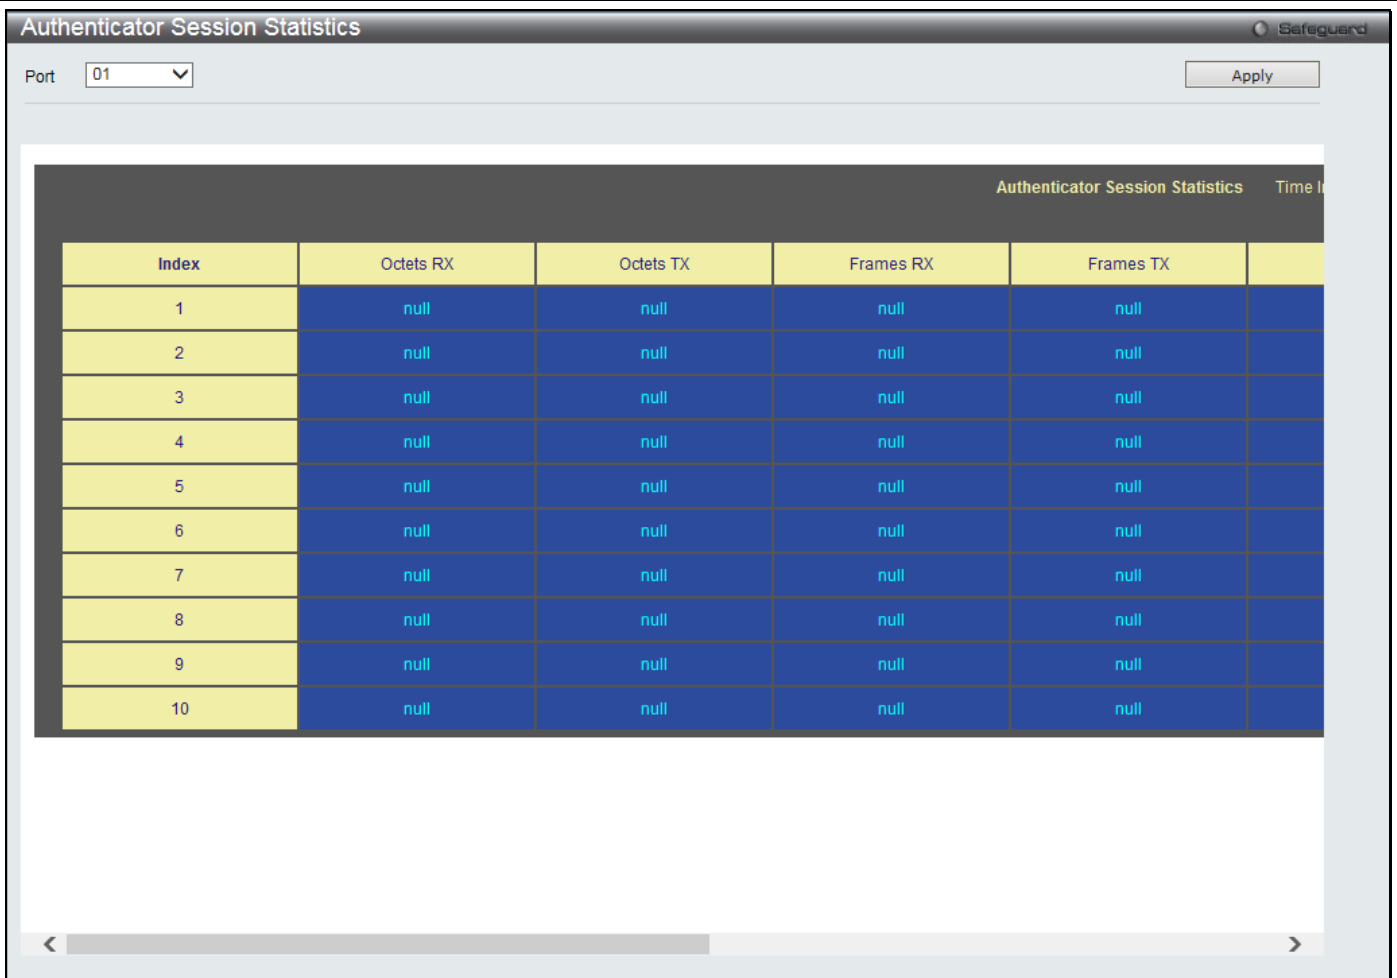 Authenticator Session Statistics
Safeguard
Port 01 Apply
Authenticator Session Statistics Time
Index Octets RX Octets TX Frames RX Frames TX
1 null null null null
2 null null null null
3 null null null null
4 null null null null
5 null null null null
6 null null null null
7 null null null null
8 null null null null
9 null null null null
10 null null null null